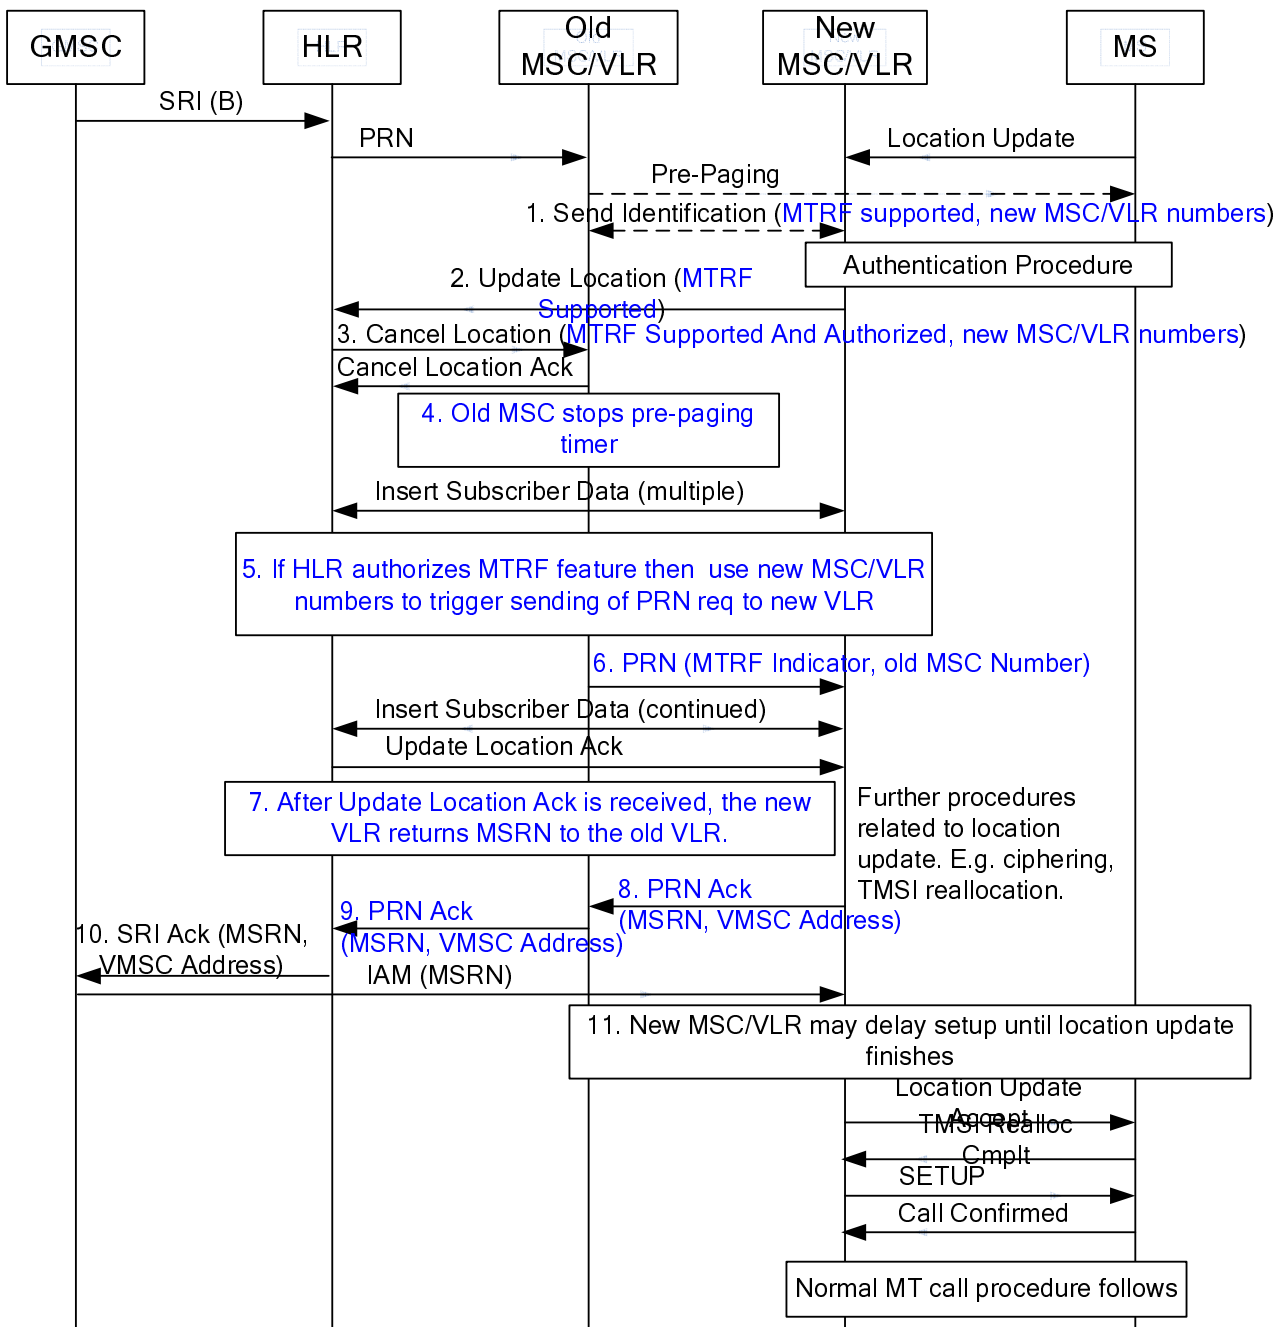 GMSC
HLR
Old
MSC/VLR
New
MSC/VLR
MS
SRI (B)
PRN
Location Update
Pre-Paging
1. Send Identification (MTRF supported, new MSC/VLR numbers)
Authentication Procedure
2. Update Location (MTRF
Supported)
3. Cancel Location (MTRF Supported And Authorized, new MSC/VLR numbers)
Cancel Location Ack
4. Old MSC stops pre-paging
timer
Insert Subscriber Data (multiple)
5. If HLR authorizes MTRF feature then  use new MSC/VLR
numbers to trigger sending of PRN req to new VLR
6. PRN (MTRF Indicator, old MSC Number)
Insert Subscriber Data (continued)
Update Location Ack
7. After Update Location Ack is received, the new
VLR returns MSRN to the old VLR.
Further procedures
related to location
update. E.g. ciphering,
TMSI reallocation.
8. PRN Ack
(MSRN, VMSC Address)
9. PRN Ack
(MSRN, VMSC Address)
10. SRI Ack (MSRN,
VMSC Address)
IAM (MSRN)
11. New MSC/VLR may delay setup until location update
finishes
Location Update
Accept
TMSI Realloc
Cmplt
SETUP
Call Confirmed
Normal MT call procedure follows